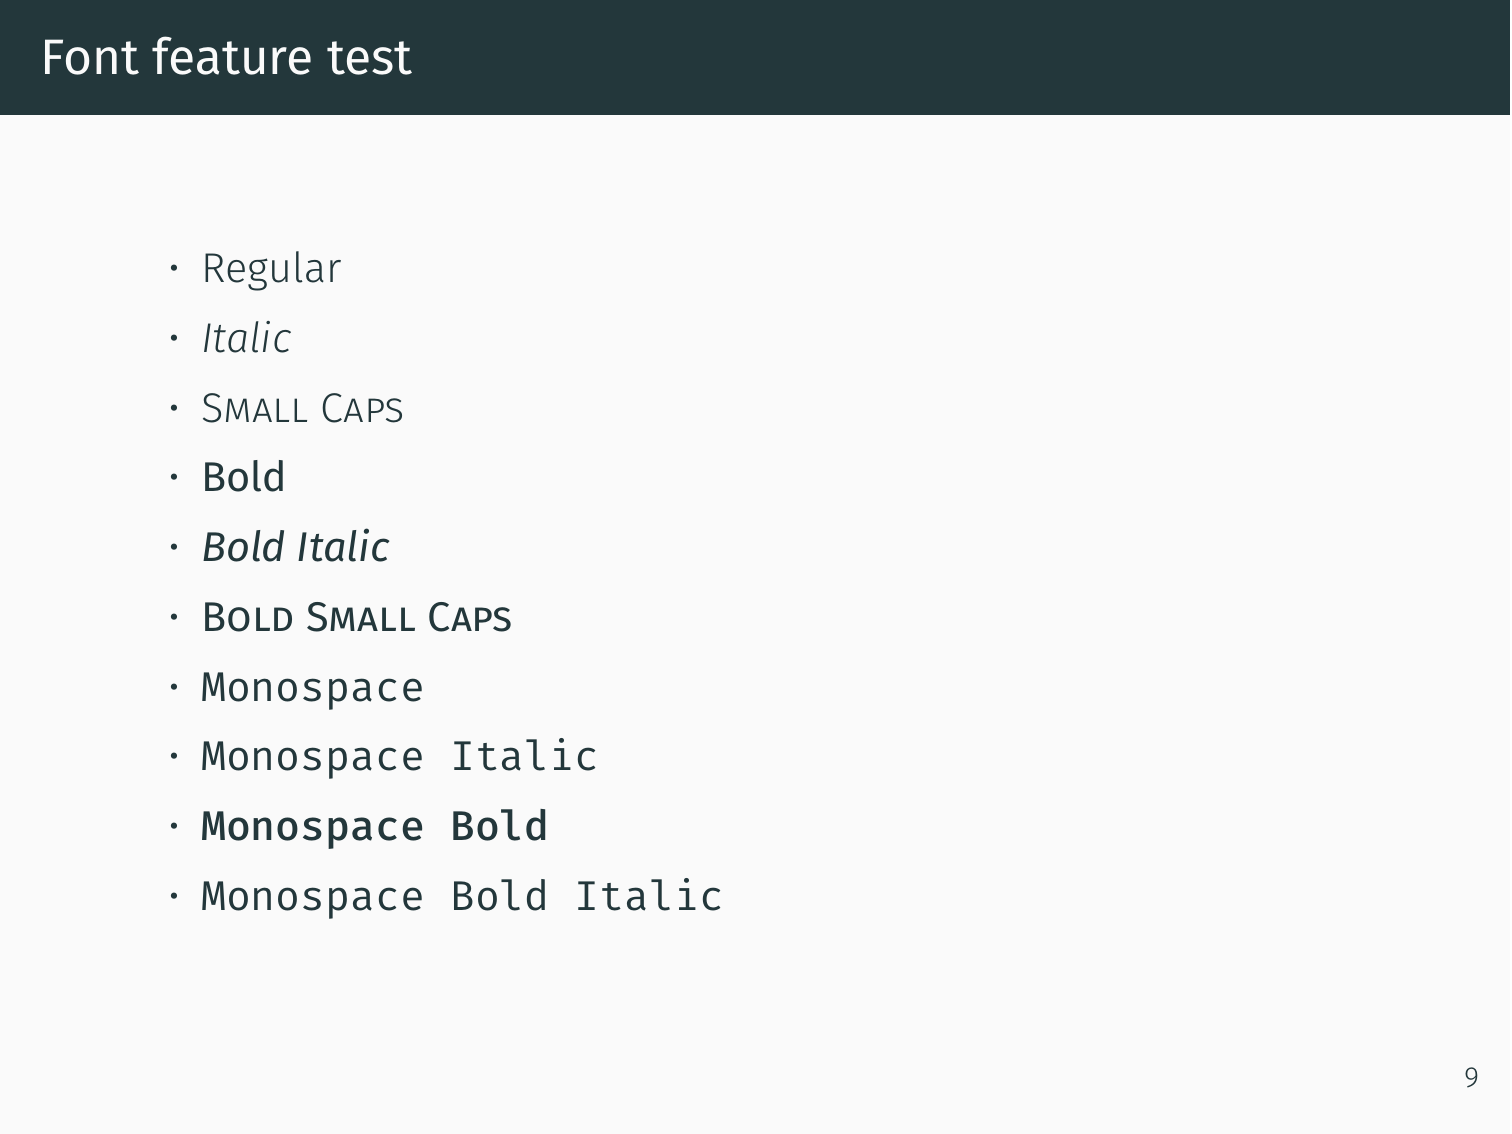 Font feature test
• Regular
• Italic
• Small Caps
• Bold
• Bold Italic
• Bold Small Caps
• Monospace
• Monospace Italic
• Monospace Bold
• Monospace Bold Italic
9